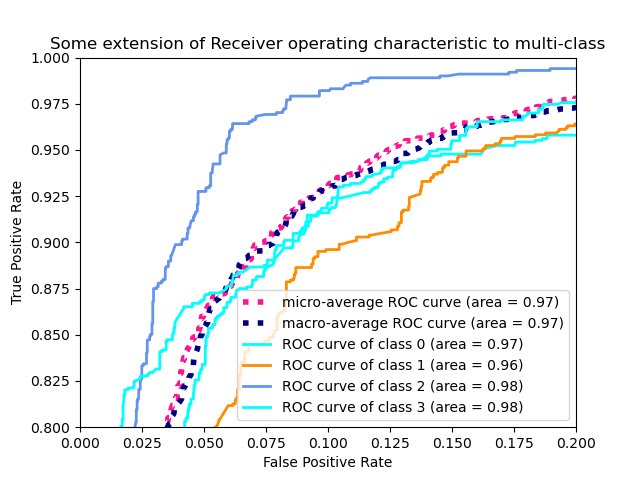 Some extension of Receiver operating characteristic to multi-class
1.000
0.975
0.950
0.925
0.900
0.875
0.850
0.825
0.800
True Positive Rate
micro-average ROC curve (area = 0.97)
macro-average ROC curve (area = 0.97)
ROC curve of class 0 (area = 0.97)
ROC curve of class 1 (area = 0.96)
ROC curve of class 2 (area = 0.98)
ROC curve of class 3 (area = 0.98)
0.000 0.025 0.050 0.075 0.100 0.125 0.150 0.175 0.200
False Positive Rate